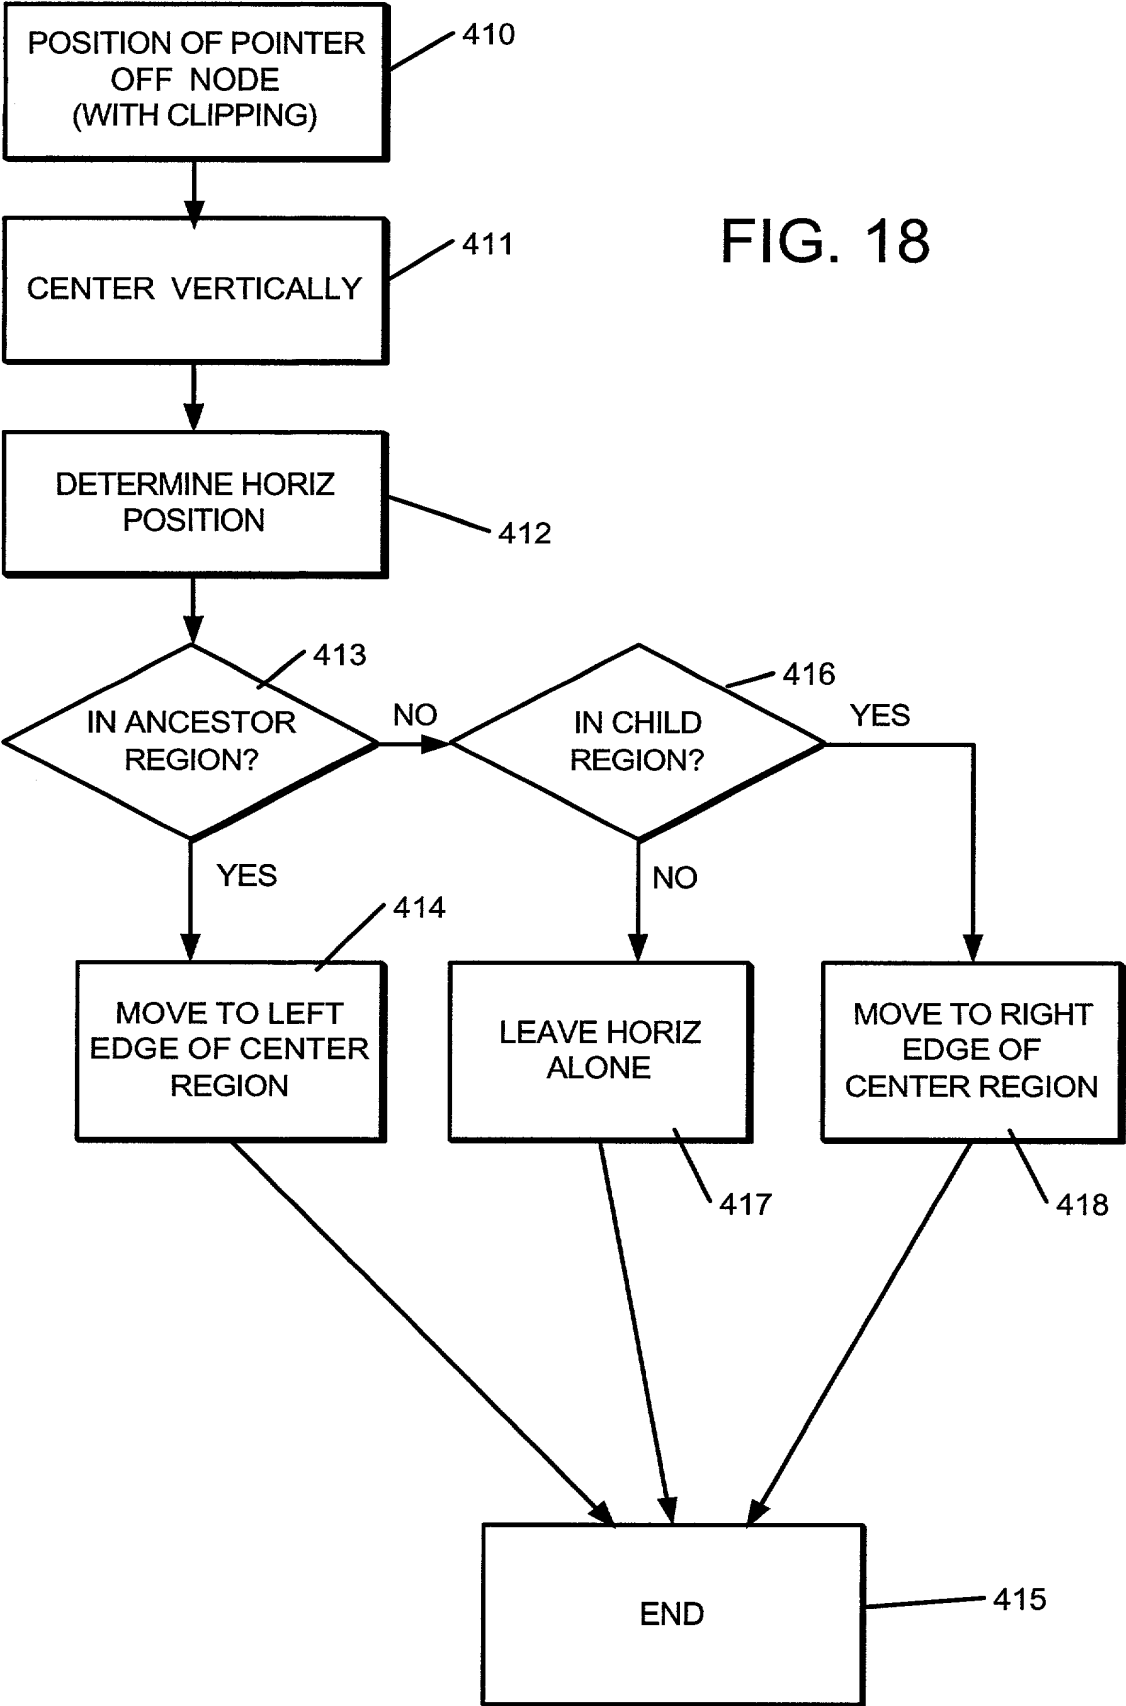 POSITION OF POINTER
OFF NODE
(WITH CLIPPING)
410
CENTER VERTICALLY
411
FIG. 18
DETERMINE HORIZ
POSITION
412
IN ANCESTOR
REGION?
413
NO
IN CHILD
REGION?
416
YES
YES
NO
414
MOVE TO LEFT
EDGE OF CENTER
REGION
LEAVE HORIZ
ALONE
417
MOVE TO RIGHT
EDGE OF
CENTER REGION
418
END
415